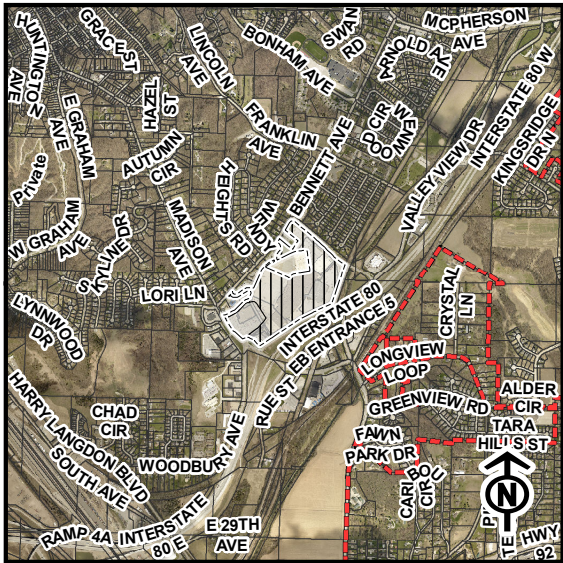 HUNTINGTON
AVE
GRACE ST
LINCOLN
AVE
BONHAM AVE
SWAN
RD
ARNOLD AVE
MCPHERSON
AVE
E GRAHAM
AVE
HAZEL
ST
AUTUMN
CIR
FRANKLIN
AVE
BENNETT AVE
WENWOOD
CIR
VALLEY VIEW DR
INTERSTATE 80 W
KINGSRIDGE
DR N
Private
W GRAHAM
AVE
SKYLINE DR
MADISON
AVE
HEIGHTS RD
WENDY
LORI LN
LYNNWOOD
DR
INTERSTATE 80
EB ENTRANCE 5
CRYSTAL
LN
LONGVIEW
LOOP
RUE ST
GREENVIEW RD
ALDER
CIR
TARA
HILLS ST
HARRY LANGDON BLVD
SOUTH AVE
CHAD
CIR
WOODBURY AVE
FAWN
PARK DR
CARIBOU
CIR
N
RAMP 4A
INTERSTATE
80 E
E 29TH
AVE
TE
HWY
92